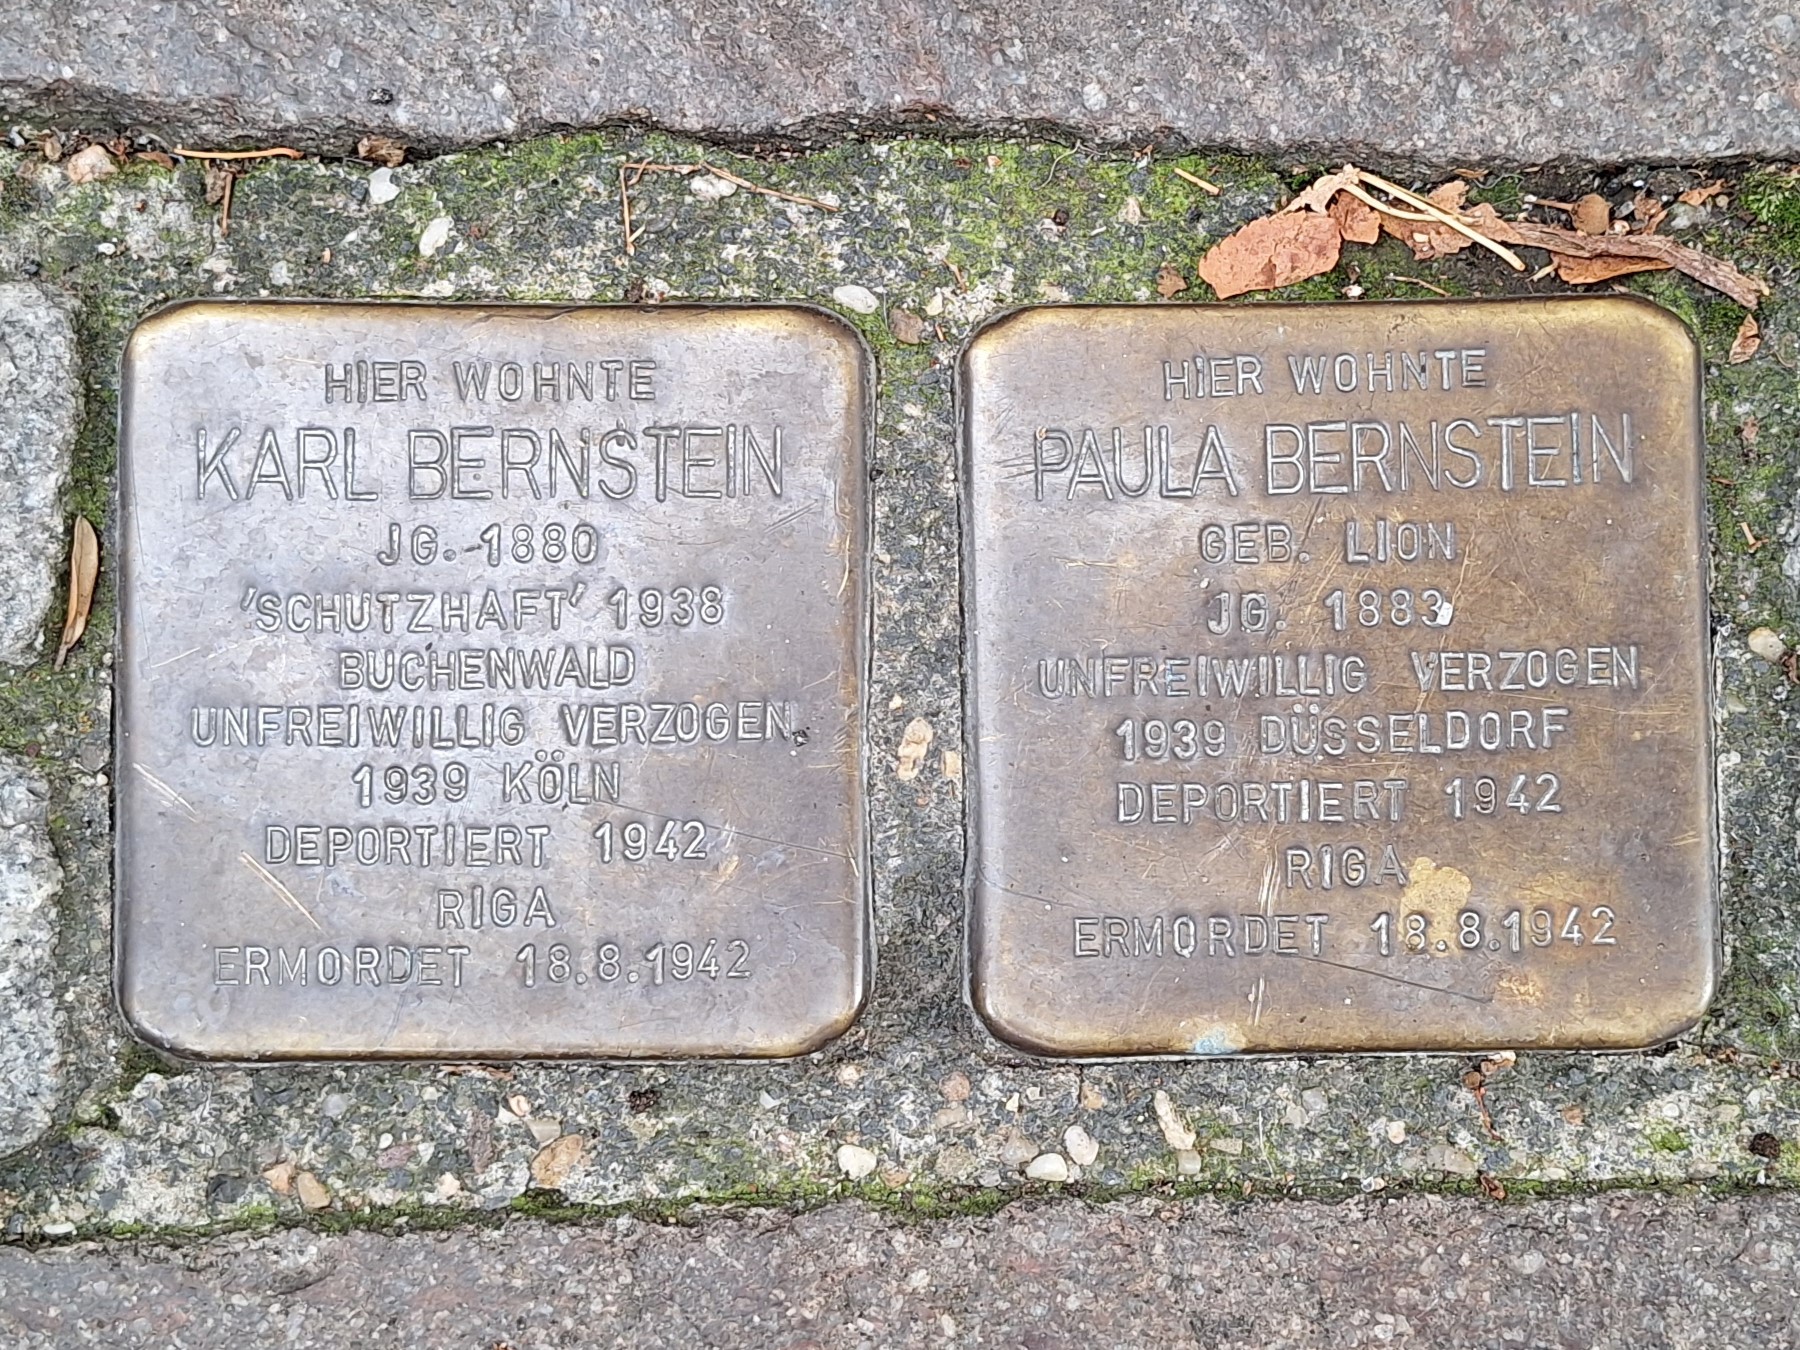 HIER WOHNTE
KARL BERNSTEIN
JG. 1880
'SCHUTZHAFT' 1938
BUCHENWALD
UNFREIWILLIG VERZOGEN
1939 KÖLN
DEPORTIERT 1942
RIGA
ERMORDET 18.8.1942
HIER WOHNTE
PAULA BERNSTEIN
GEB. LION
JG. 1883
UNFREIWILLIG VERZOGEN
1939 DÜSSELDORF
DEPORTIERT 1942
RIGA
ERMORDET 18.8.1942